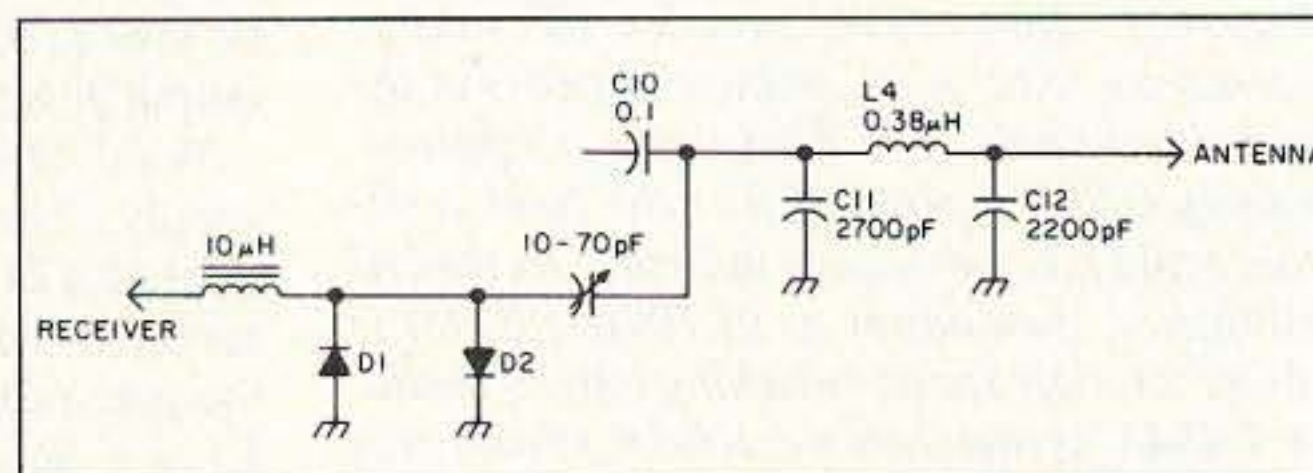 C10
0.1
L4
0.38µH
ANTENNA
C11
2700pF
C12
2200pF
10µH
10-70pF
RECEIVER
D1
D2